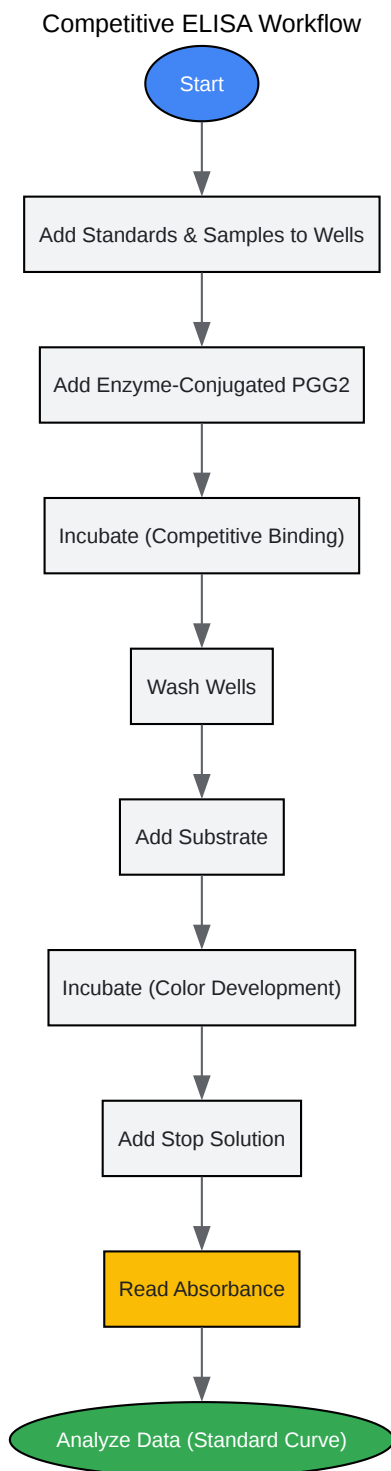 Competitive ELISA Workflow
Start
Add Standards & Samples to Wells
Add Enzyme-Conjugated PGG2
Incubate (Competitive Binding)
Wash Wells
Add Substrate
Incubate (Color Development)
Add Stop Solution
Read Absorbance
Analyze Data (Standard Curve)